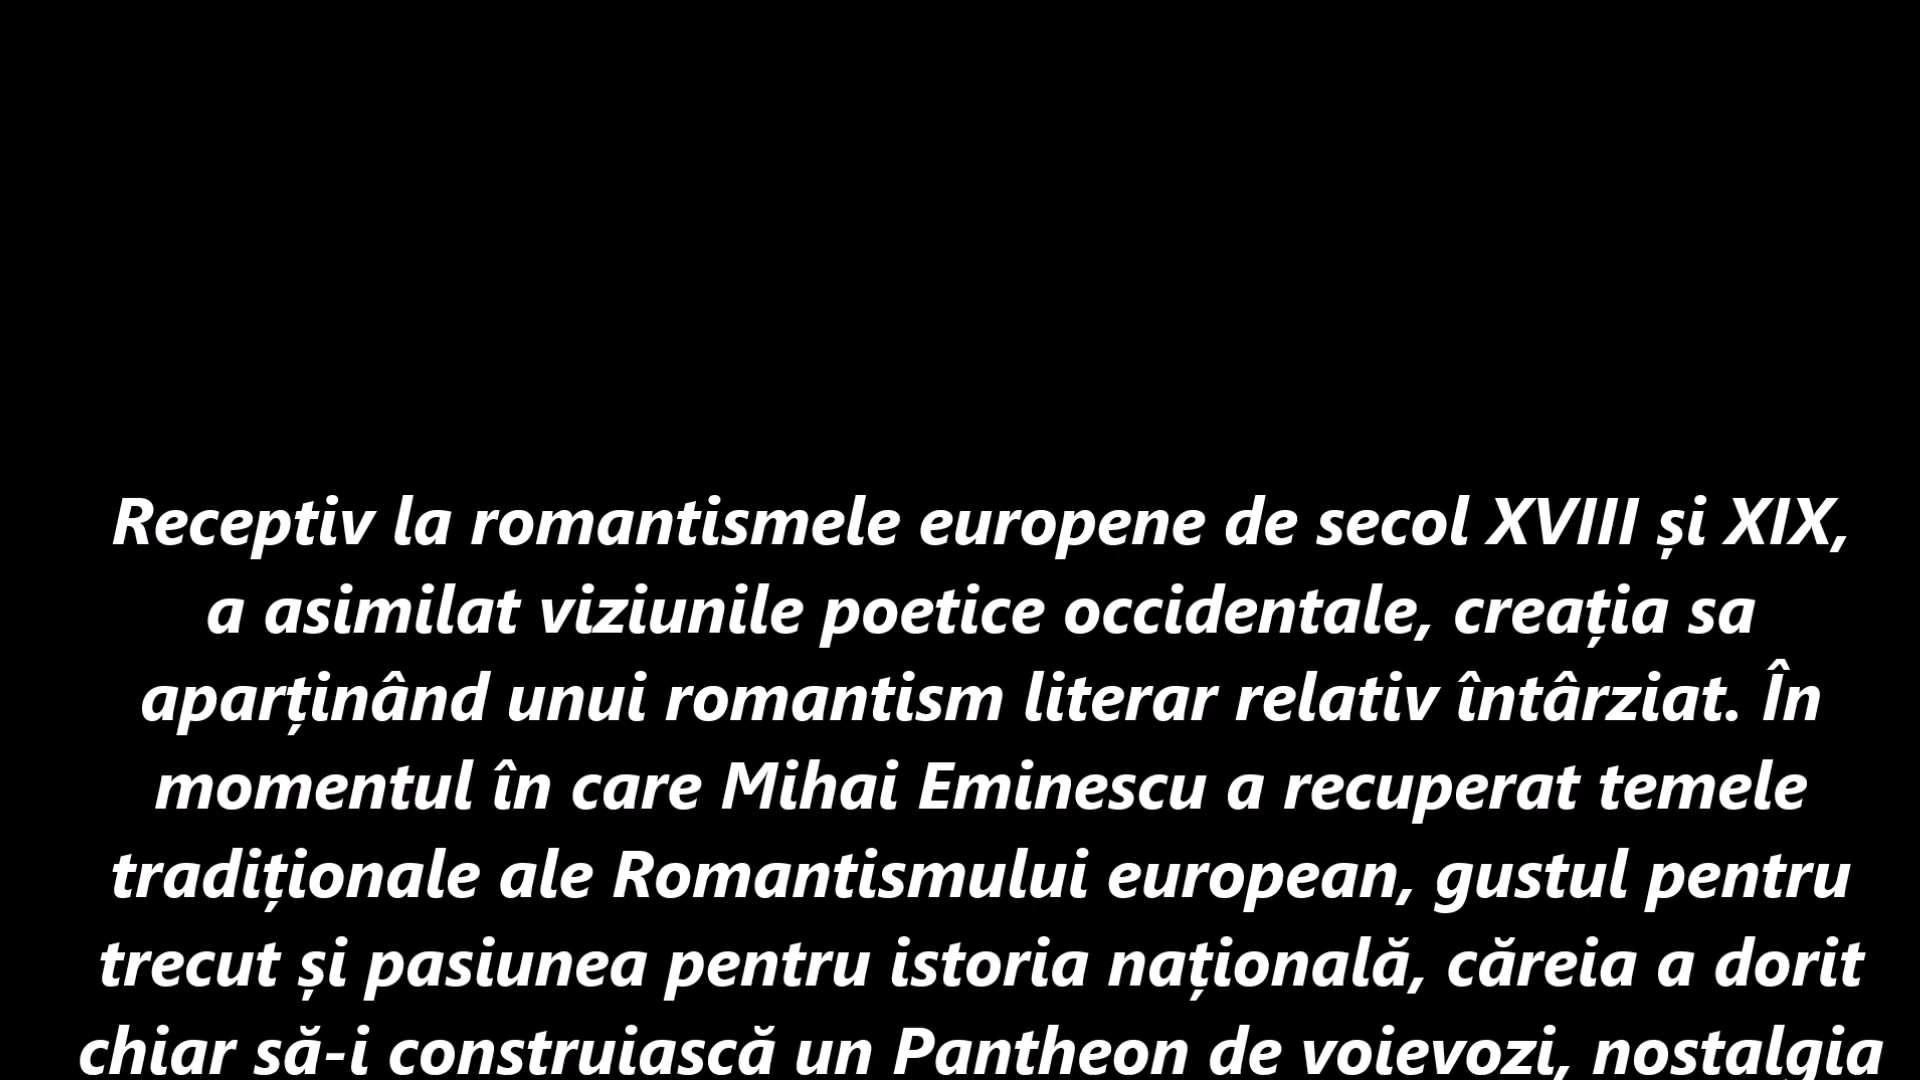 Receptiv la romantismele europene de secol XVIII și XIX,
a asimilat viziunile poetice occidentale, creația sa
aparținând unui romantism literar relativ întârziat. În
momentul în care Mihai Eminescu a recuperat temele
tradiționale ale Romantismului european, gustul pentru
trecut și pasiunea pentru istoria națională, căreia a dorit
chiar să-i construiască un Pantheon de voievozi, nostalgia